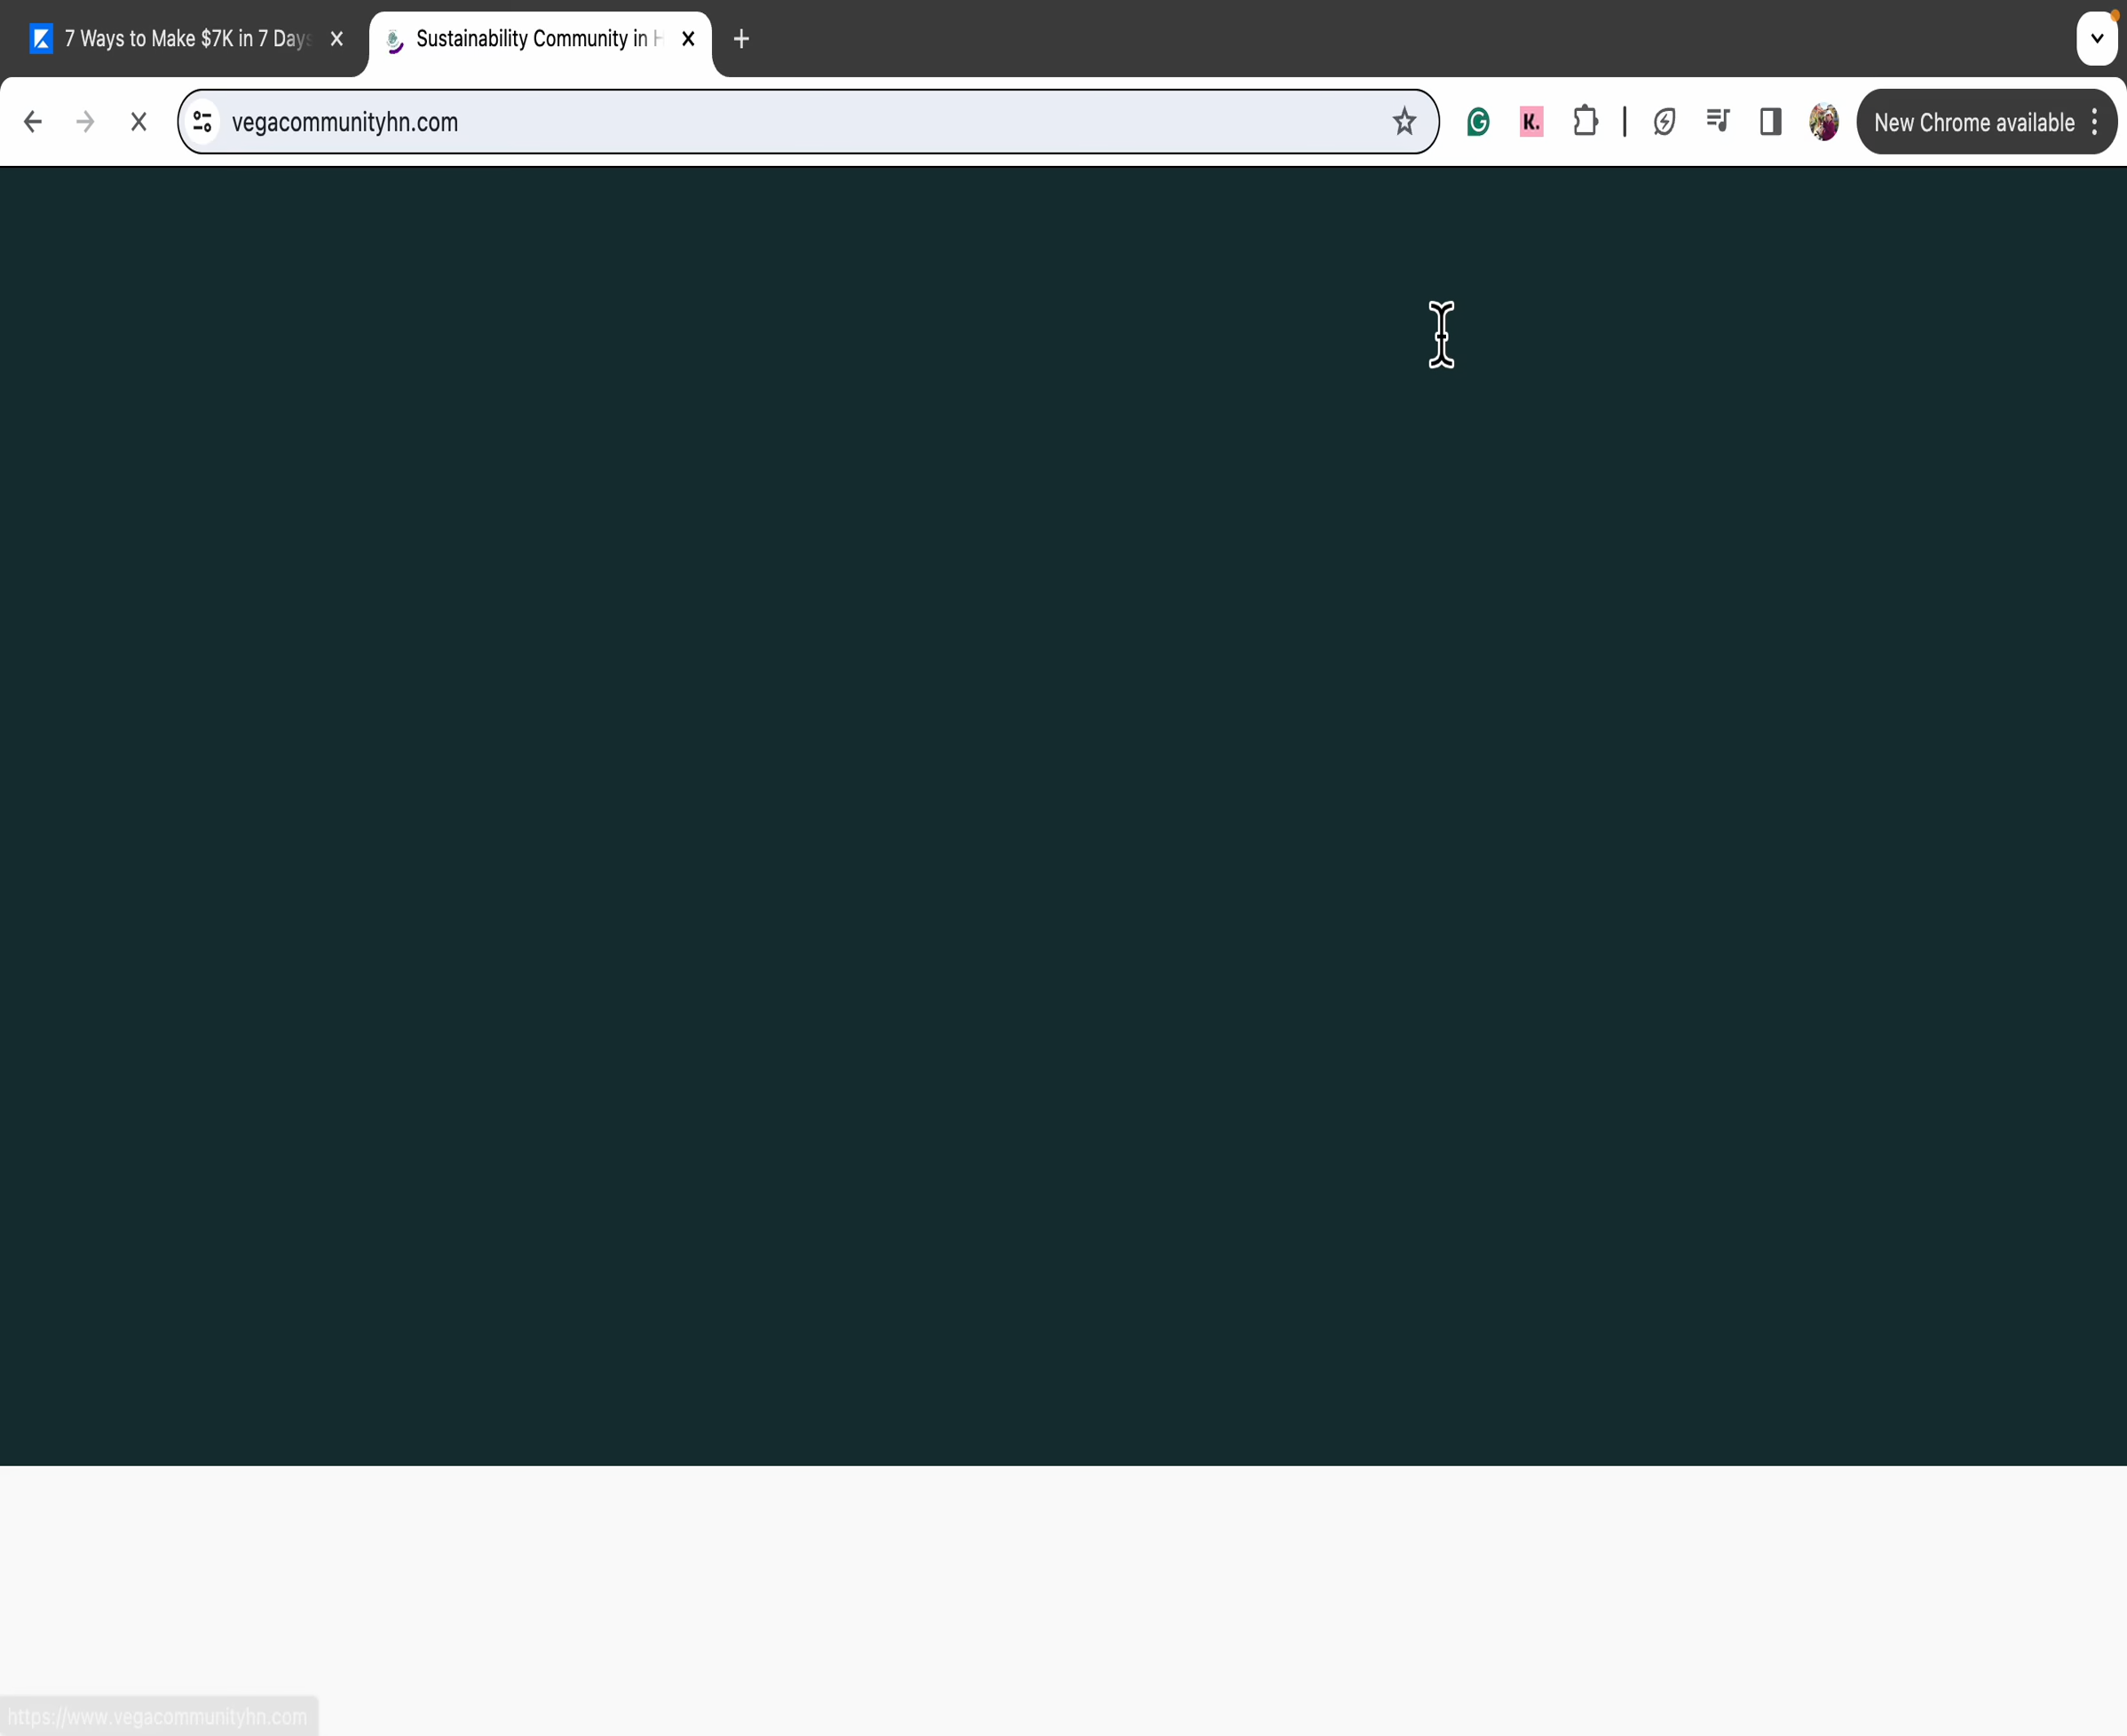 7 Ways to Make $7K in 7 Days
Sustainability Community in H
vegacommunityhn.com
G
K.
New Chrome available
https://www.vegacommunityhn.com